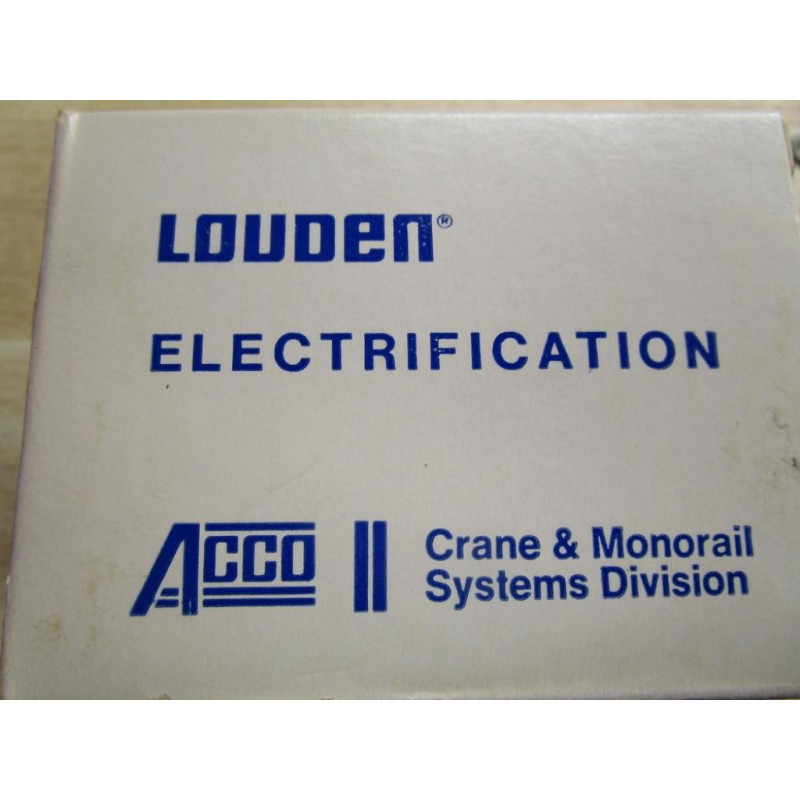 LOUDEN®
ELECTRIFICATION
ACCO
Crane & Monorail
Systems Division